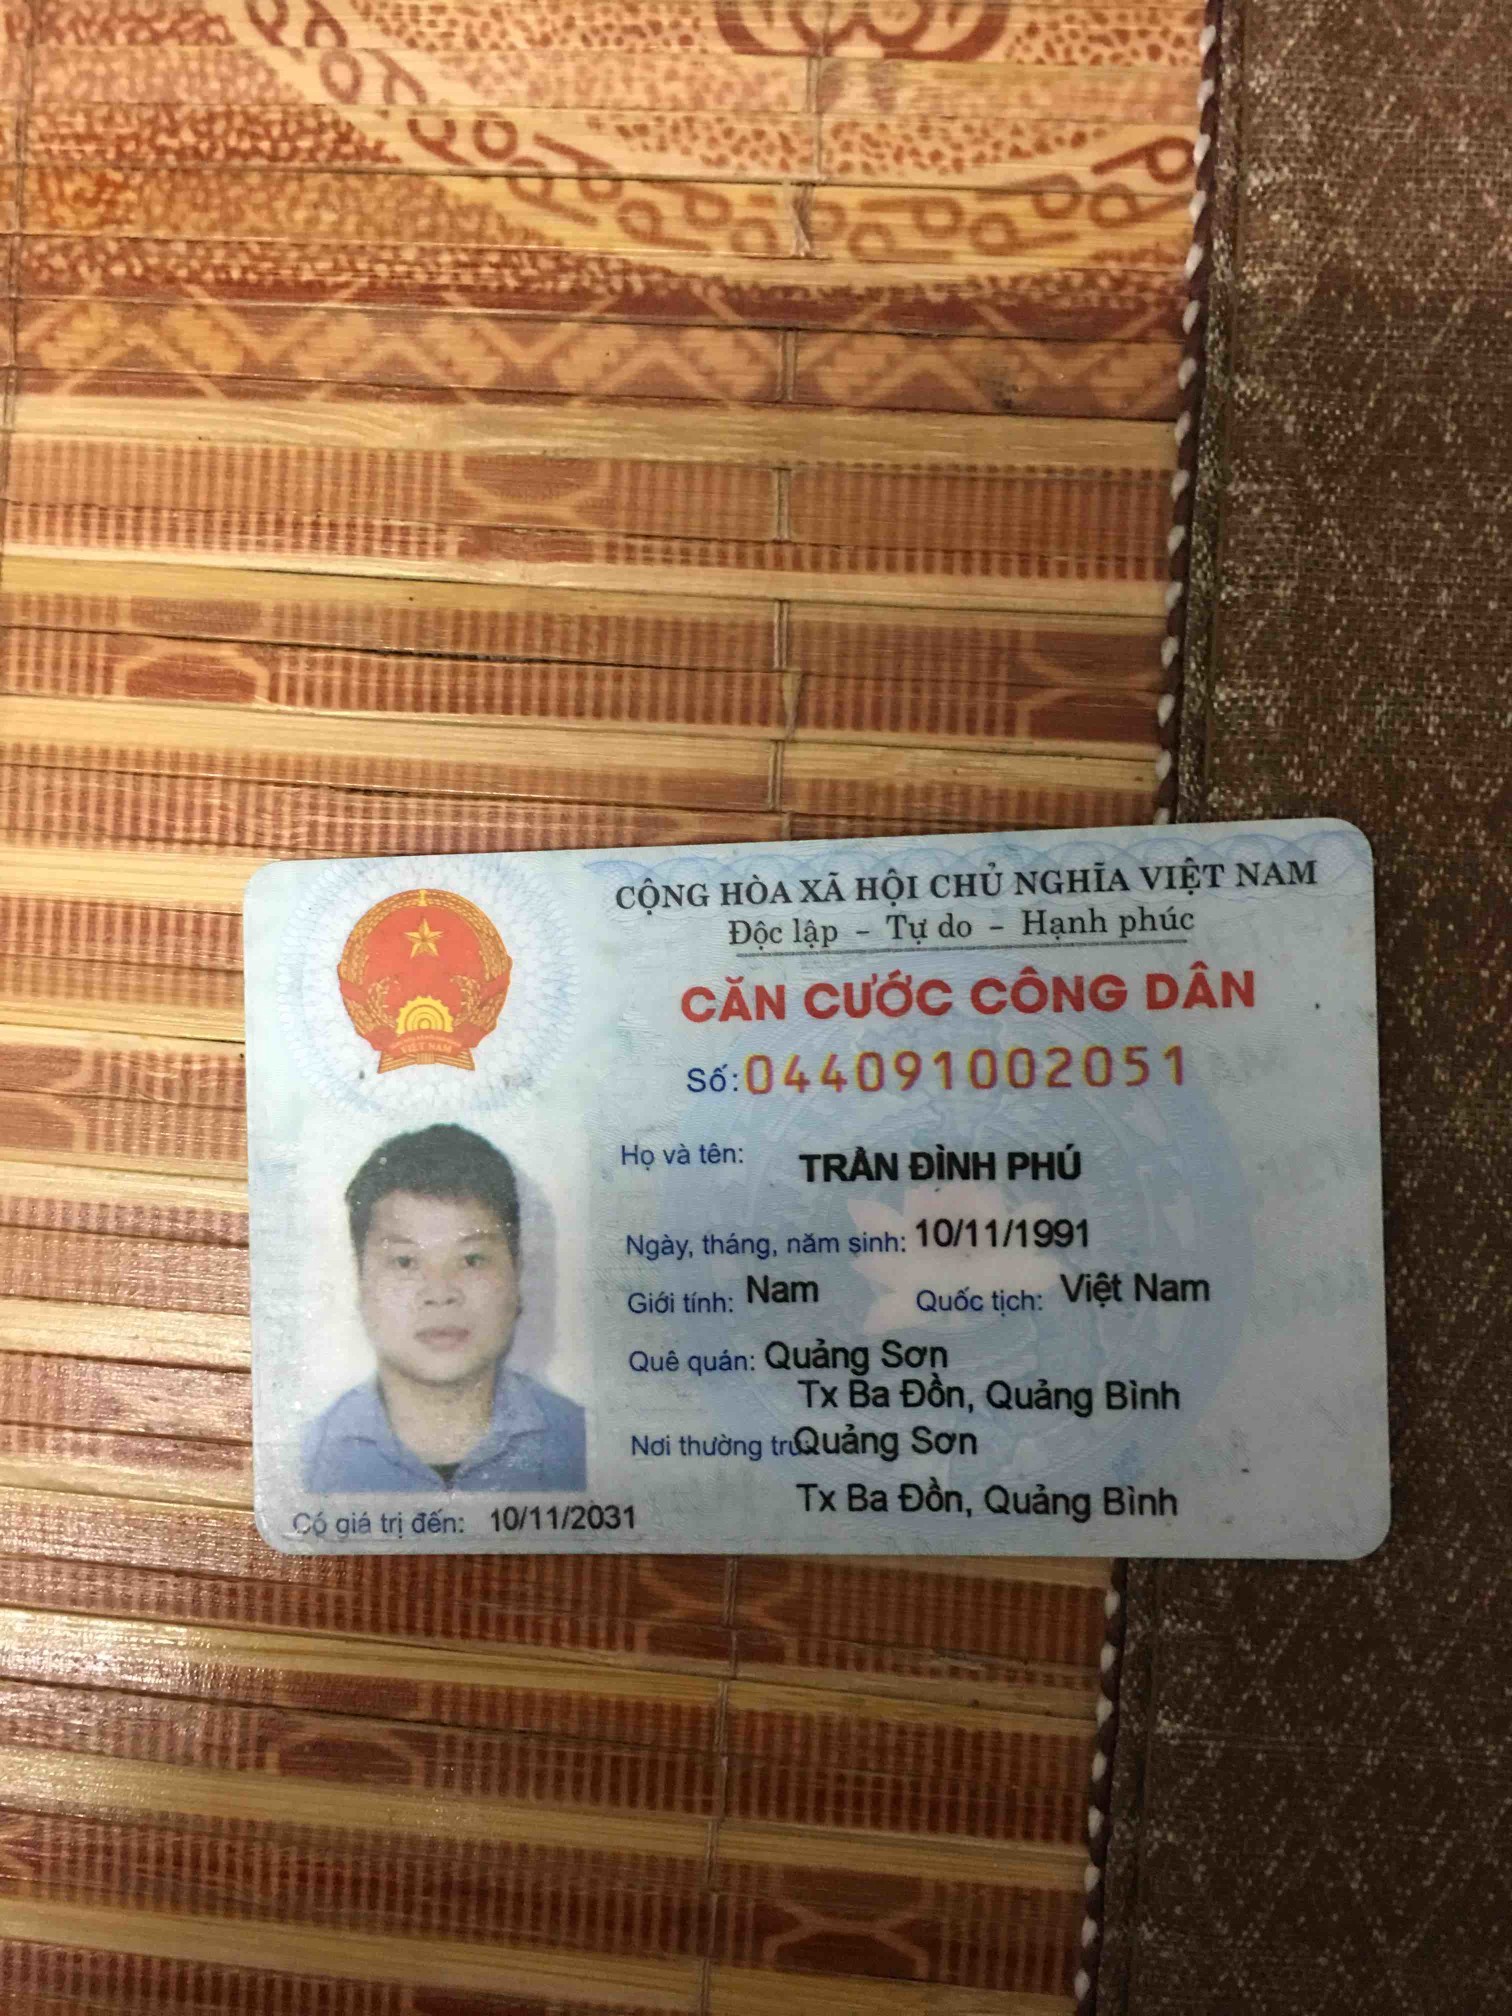 CỘNG HÒA XÃ HỘI CHỦ NGHĨA VIỆT NAM
Độc lập - Tự do - Hạnh phúc
CĂN CƯỚC CÔNG DÂN
Số: 044091002051
Họ và tên: TRẦN ĐÌNH PHÚ
Ngày, tháng, năm sinh: 10/11/1991
Giới tính: Nam Quốc tịch: Việt Nam
Quê quán: Quảng Sơn
Tx Ba Đồn, Quảng Bình
Nơi thường trú: Quảng Sơn
Tx Ba Đồn, Quảng Bình
Có giá trị đến: 10/11/2031
VIỆT NAM